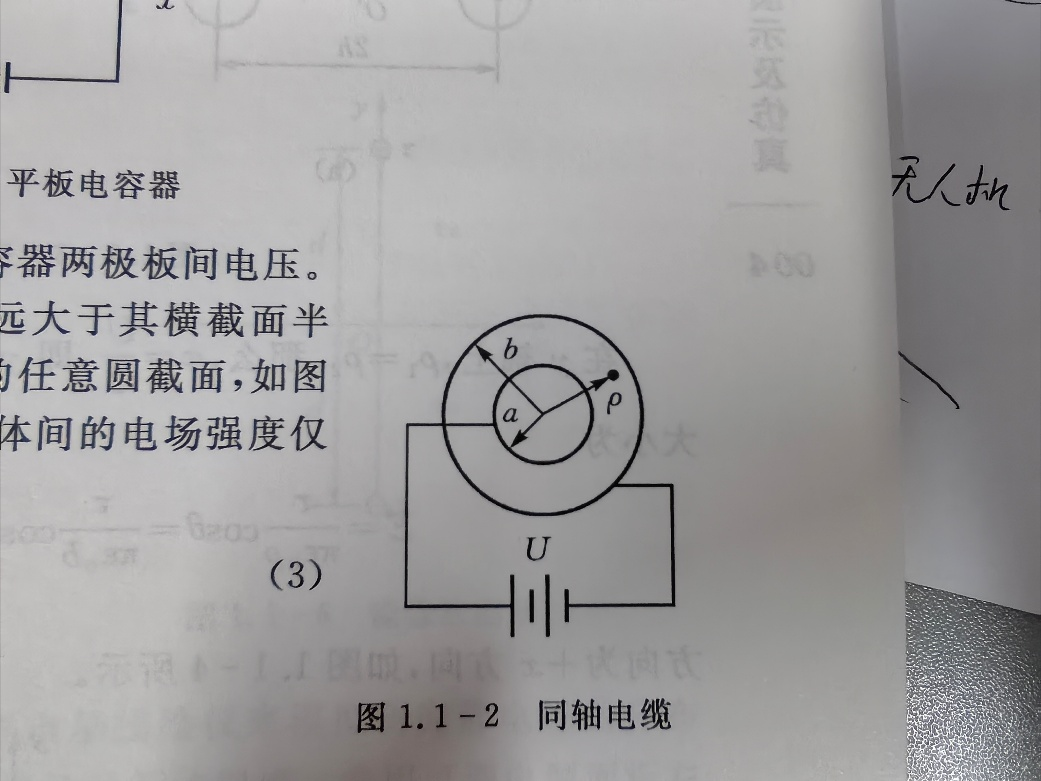 x
平板电容器
容器两极板间电压。
远大于其横截面半
的任意圆截面,如图
体间的电场强度仅
(3)
b
a
ρ
U
图 1.1-2 同轴电缆
无人机